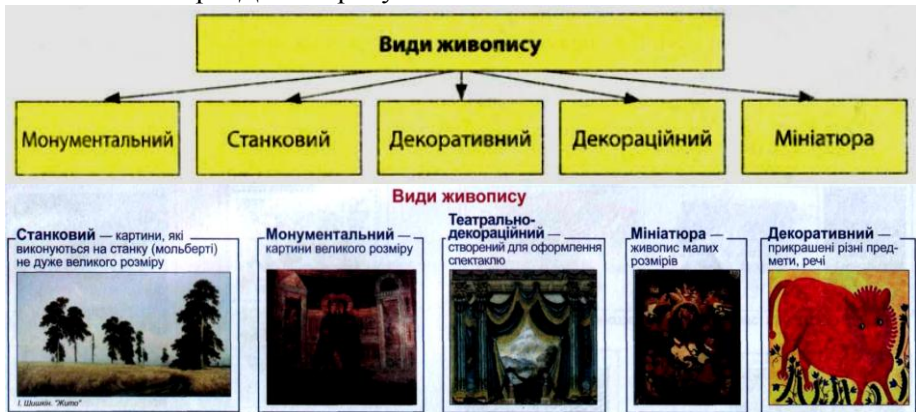 Види живопису
Монументальний
Станковий
Декоративний
Декораційний
Мініатюра
Види живопису
Станковий — картини, які
виконуються на станку (мольберті)
не дуже великого розміру
І. Шишкін. "Жито"
Монументальний —
картини великого розміру
Театрально-
декораційний —
створений для оформлення
спектаклю
Мініатюра —
живопис малих
розмірів
Декоративний —
прикрашені різні пред-
мети, речі